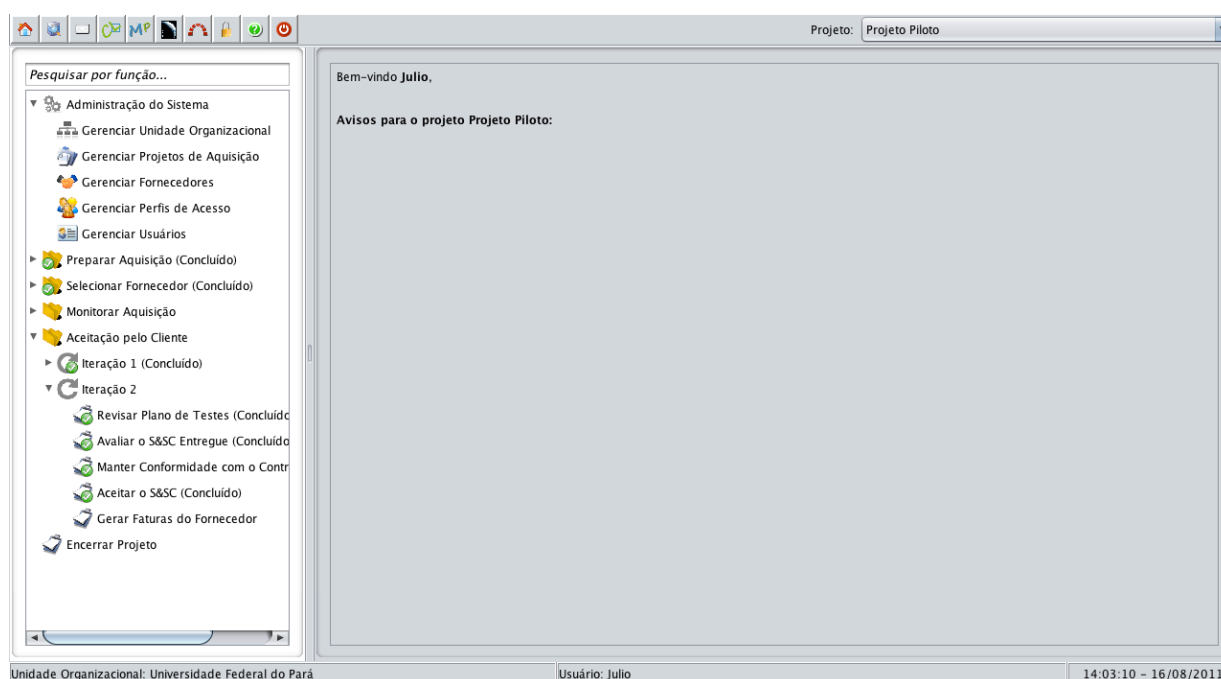 Projeto: Projeto Piloto
Pesquisar por função...
Administração do Sistema
Gerenciar Unidade Organizacional
Gerenciar Projetos de Aquisição
Gerenciar Fornecedores
Gerenciar Perfis de Acesso
Gerenciar Usuários
Preparar Aquisição (Concluído)
Selecionar Fornecedor (Concluído)
Monitorar Aquisição
Aceitação pelo Cliente
Iteração 1 (Concluído)
Iteração 2
Revisar Plano de Testes (Concluído
Avaliar o S&SC Entregue (Concluído
Manter Conformidade com o Contr
Aceitar o S&SC (Concluído)
Gerar Faturas do Fornecedor
Encerrar Projeto
Bem-vindo Julio,
Avisos para o projeto Projeto Piloto:
Unidade Organizacional: Universidade Federal do Pará
Usuário: Julio
14:03:10 - 16/08/2011